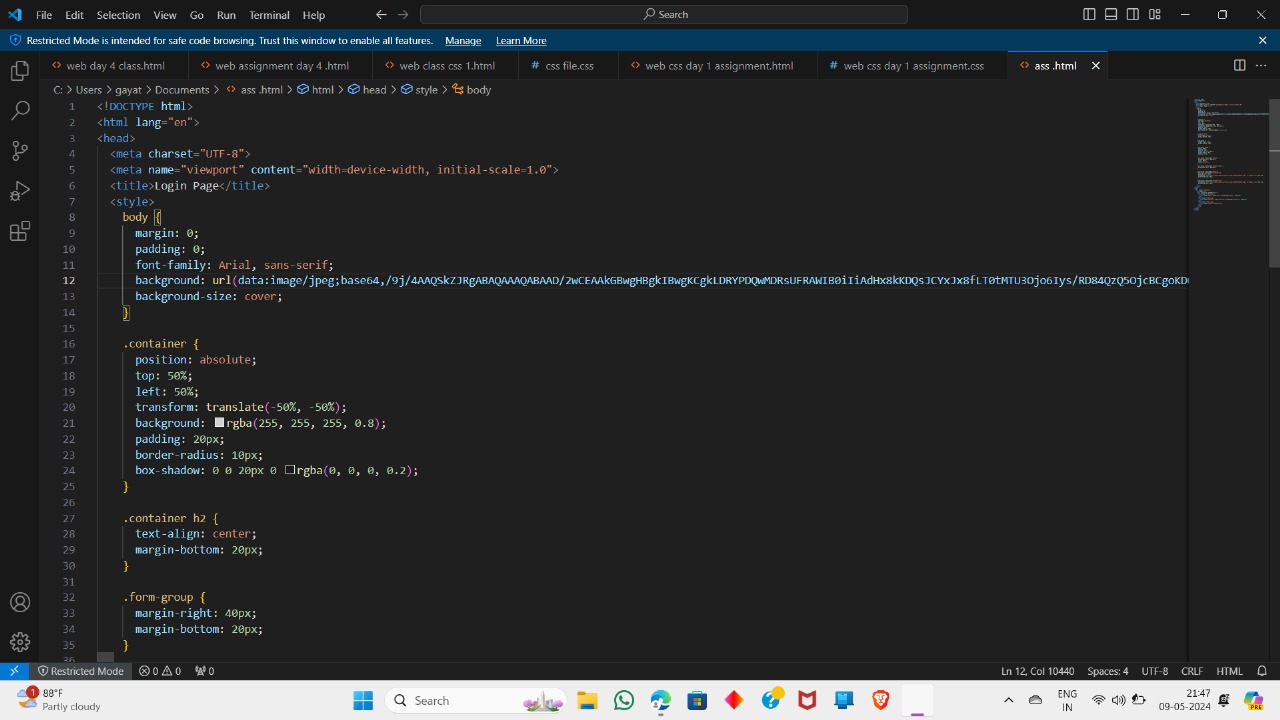 File Edit Selection View Go Run Terminal Help Search
Restricted Mode is intended for safe code browsing. Trust this window to enable all features. Manage Learn More
web day 4 class.html web assignment day 4 .html web class css 1.html css file.css web css day 1 assignment.html web css day 1 assignment.css ass .html
C: > Users > gayat > Documents > ass .html > html > head > style > body
1 <!DOCTYPE html>
2 <html lang="en">
3 <head>
4 <meta charset="UTF-8">
5 <meta name="viewport" content="width=device-width, initial-scale=1.0">
6 <title>Login Page</title>
7 <style>
8 body {
9 margin: 0;
10 padding: 0;
11 font-family: Arial, sans-serif;
12 background: url(data:image/jpeg;base64,/9j/4AAQSkZJRgABAQAAAQABAAD/2wCEAAkGBwgHBgkIBwgKCgkLDRYPDQwMDRsUFRAWIB0iIiAdHx8kKDQsJCYxJx8fLT0tMTU3Ojo6Iys/RD84QzQ5OjcBCgoKD
13 background-size: cover;
14 }
15
16 .container {
17 position: absolute;
18 top: 50%;
19 left: 50%;
20 transform: translate(-50%, -50%);
21 background: rgba(255, 255, 255, 0.8);
22 padding: 20px;
23 border-radius: 10px;
24 box-shadow: 0 0 20px 0 rgba(0, 0, 0, 0.2);
25 }
26
27 .container h2 {
28 text-align: center;
29 margin-bottom: 20px;
30 }
31
32 .form-group {
33 margin-right: 40px;
34 margin-bottom: 20px;
35 }
36
Restricted Mode 0 0 0 Ln 12, Col 10440 Spaces: 4 UTF-8 CRLF HTML
1 88°F
Partly cloudy
Search
ENG
IN
21:47
09-05-2024
PRE